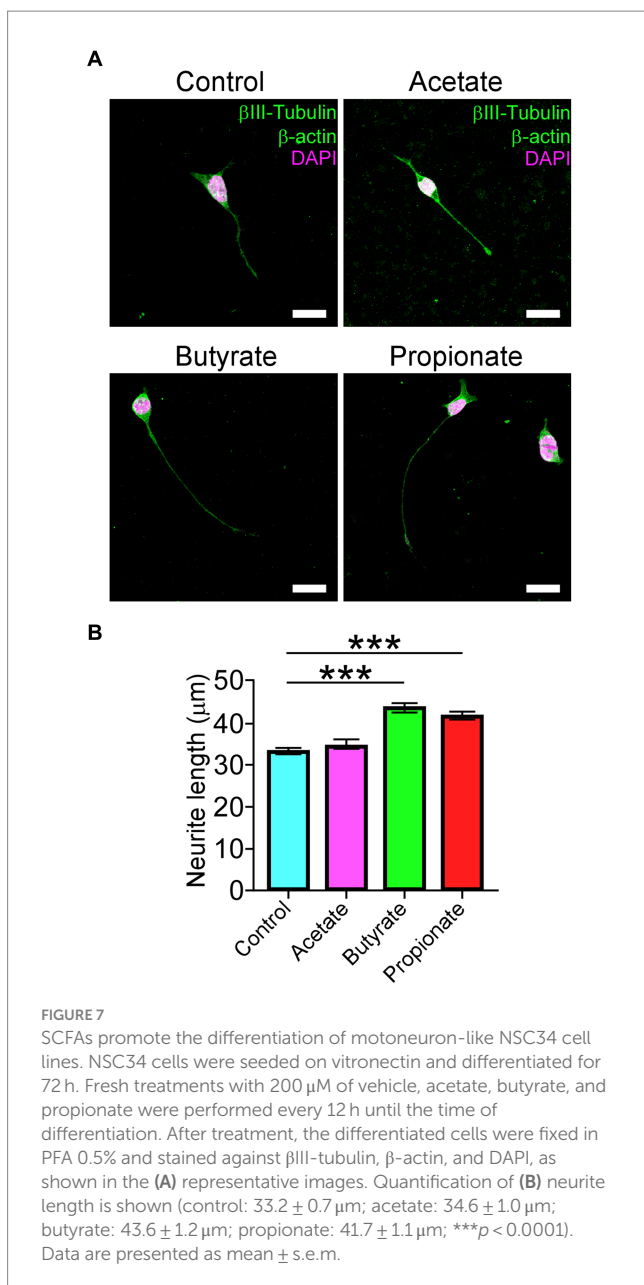 A
Control
Acetate
βIII-Tubulin
β-actin
DAPI
βIII-Tubulin
β-actin
DAPI
Butyrate
Propionate
B
***
***
Neurite length (μm)
50
40
30
20
10
0
Control
Acetate
Butyrate
Propionate
FIGURE 7
SCFAs promote the differentiation of motoneuron-like NSC34 cell
lines. NSC34 cells were seeded on vitronectin and differentiated for
72 h. Fresh treatments with 200 μM of vehicle, acetate, butyrate, and
propionate were performed every 12 h until the time of
differentiation. After treatment, the differentiated cells were fixed in
PFA 0.5% and stained against βIII-tubulin, β-actin, and DAPI, as
shown in the (A) representative images. Quantification of (B) neurite
length is shown (control: 33.2 ± 0.7 μm; acetate: 34.6 ± 1.0 μm;
butyrate: 43.6 ± 1.2 μm; propionate: 41.7 ± 1.1 μm; ***p < 0.0001).
Data are presented as mean ± s.e.m.